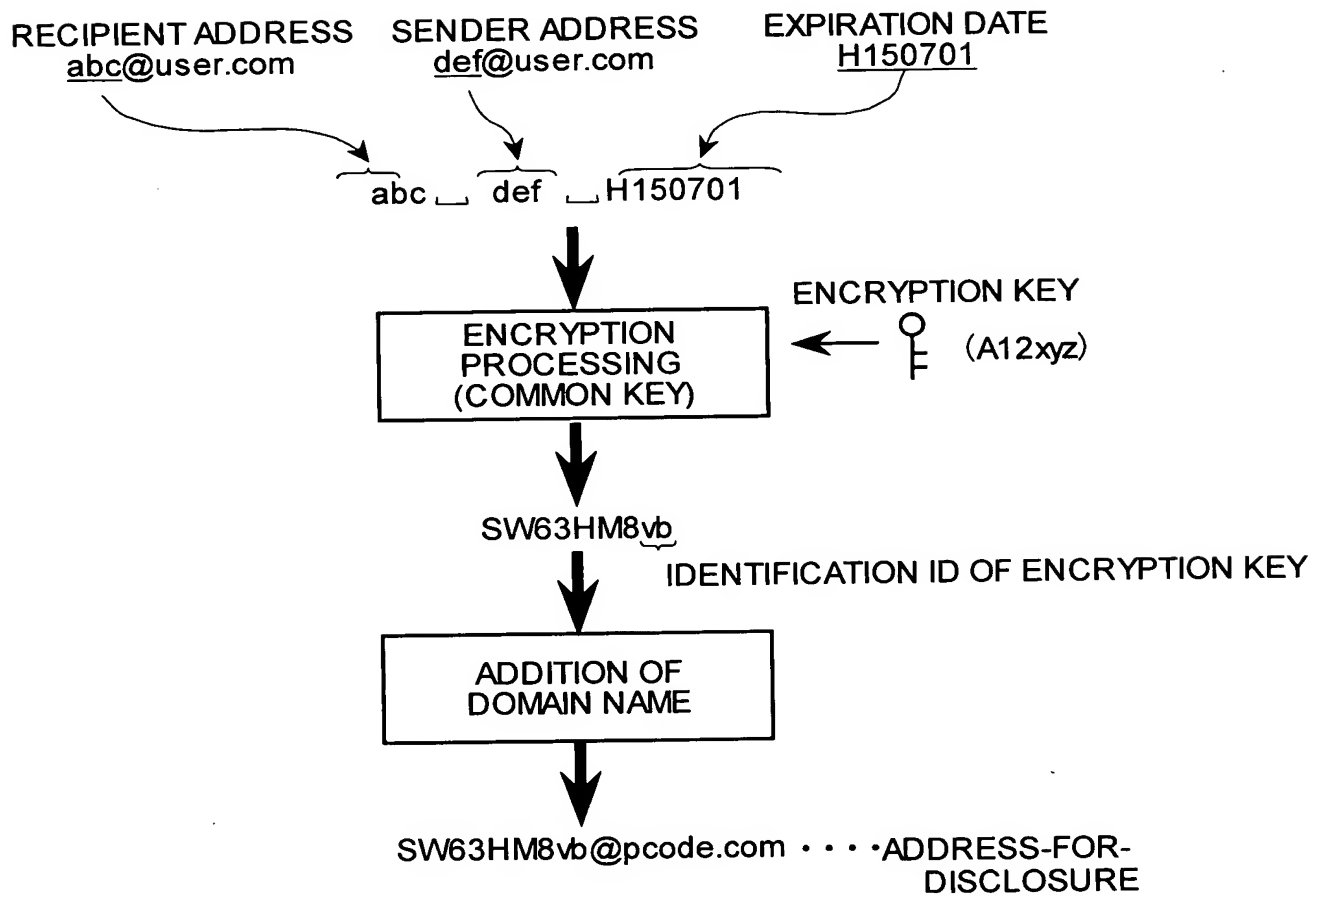 RECIPIENT ADDRESS
abc@user.com
SENDER ADDRESS
def@user.com
EXPIRATION DATE
H150701
abc␣ def ␣H150701
ENCRYPTION
PROCESSING
(COMMON KEY)
ENCRYPTION KEY
(A12xyz)
SW63HM8vb
IDENTIFICATION ID OF ENCRYPTION KEY
ADDITION OF
DOMAIN NAME
SW63HM8vb@pcode.com ････ADDRESS-FOR-
DISCLOSURE